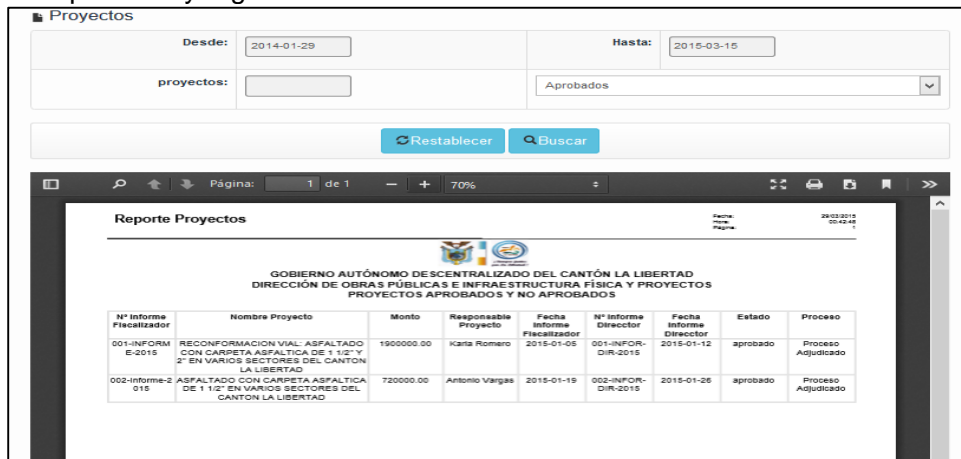 Proyectos
Desde: 2014-01-29 Hasta: 2015-03-15
proyectos: Aprobados
Restablecer Buscar
Página: 1 de 1 70%
Reporte Proyectos
Fecha: 29/03/2015
Hora: 00:42:48
Pagina: 1
GOBIERNO AUTÓNOMO DESCENTRALIZADO DEL CANTÓN LA LIBERTAD
DIRECCIÓN DE OBRAS PÚBLICAS E INFRAESTRUCTURA FÍSICA Y PROYECTOS
PROYECTOS APROBADOS Y NO APROBADOS
Nº Informe Nombre Proyecto Monto Responsable Fecha Nº Informe Fecha Estado Proceso
Fiscalizador Proyecto Informe Direcctor Informe
Fiscalizador Direcctor
001-INFORM RECONFORMACION VIAL: ASFALTADO 1900000.00 Karla Romero 2015-01-05 001-INFOR- 2015-01-12 aprobado Proceso
E-2015 CON CARPETA ASFALTICA DE 1 1/2" Y DIR-2015 Adjudicado
2" EN VARIOS SECTORES DEL CANTON
LA LIBERTAD
002-Informe-2 ASFALTADO CON CARPETA ASFALTICA 720000.00 Antonio Vargas 2015-01-19 002-INFOR- 2015-01-26 aprobado Proceso
015 DE 1 1/2" EN VARIOS SECTORES DEL DIR-2015 Adjudicado
CANTON LA LIBERTAD